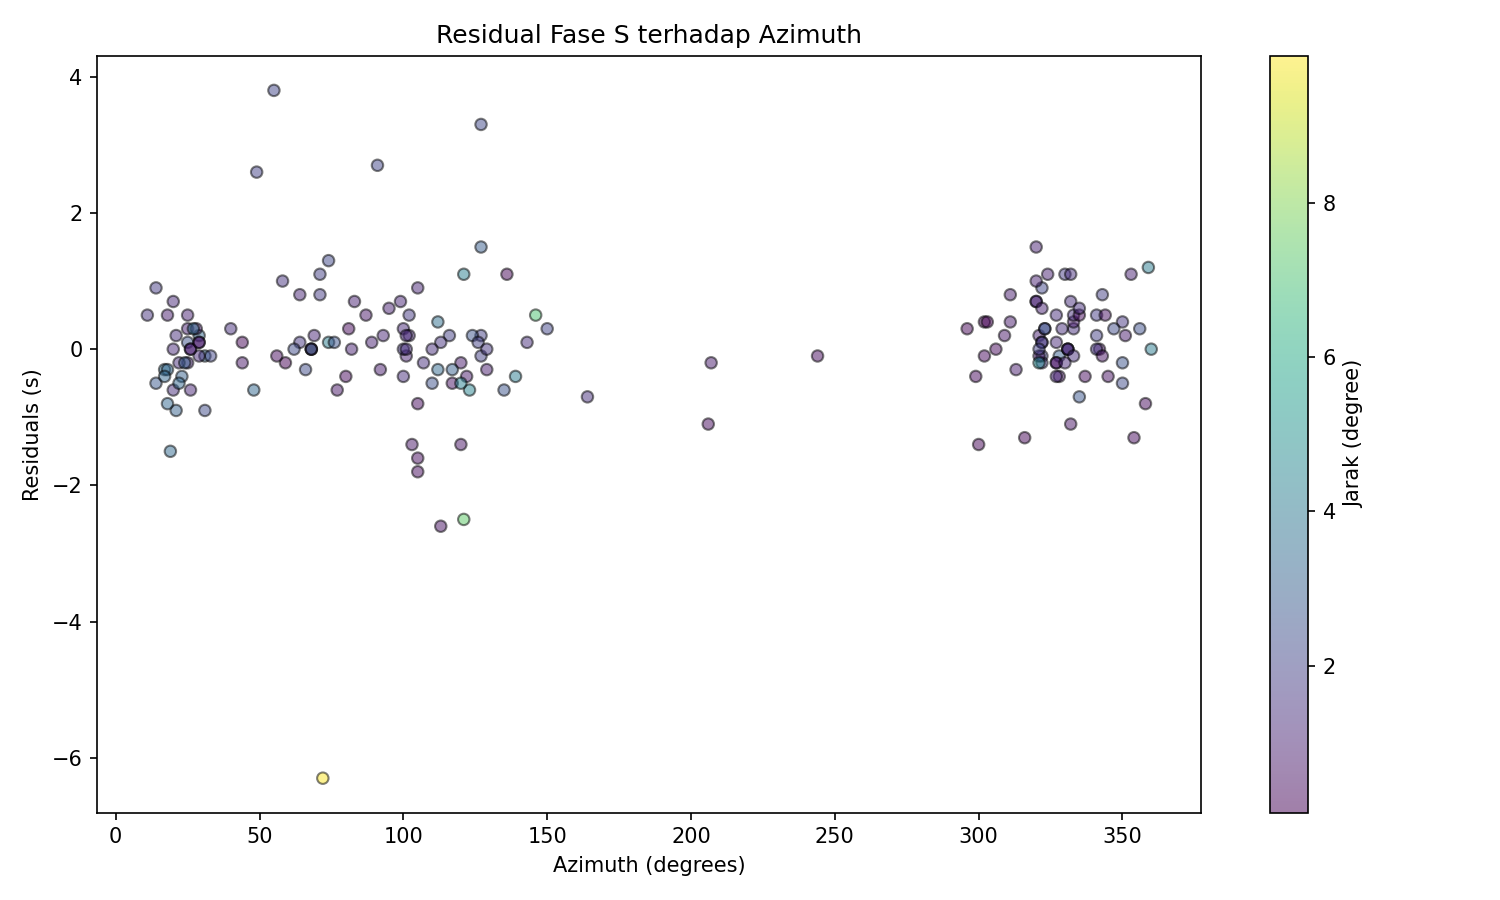 Residual Fase S terhadap Azimuth
Residuals (s)
4
2
0
−2
−4
−6
0 50 100 150 200 250 300 350
Azimuth (degrees)
8
6
4
2
Jarak (degree)